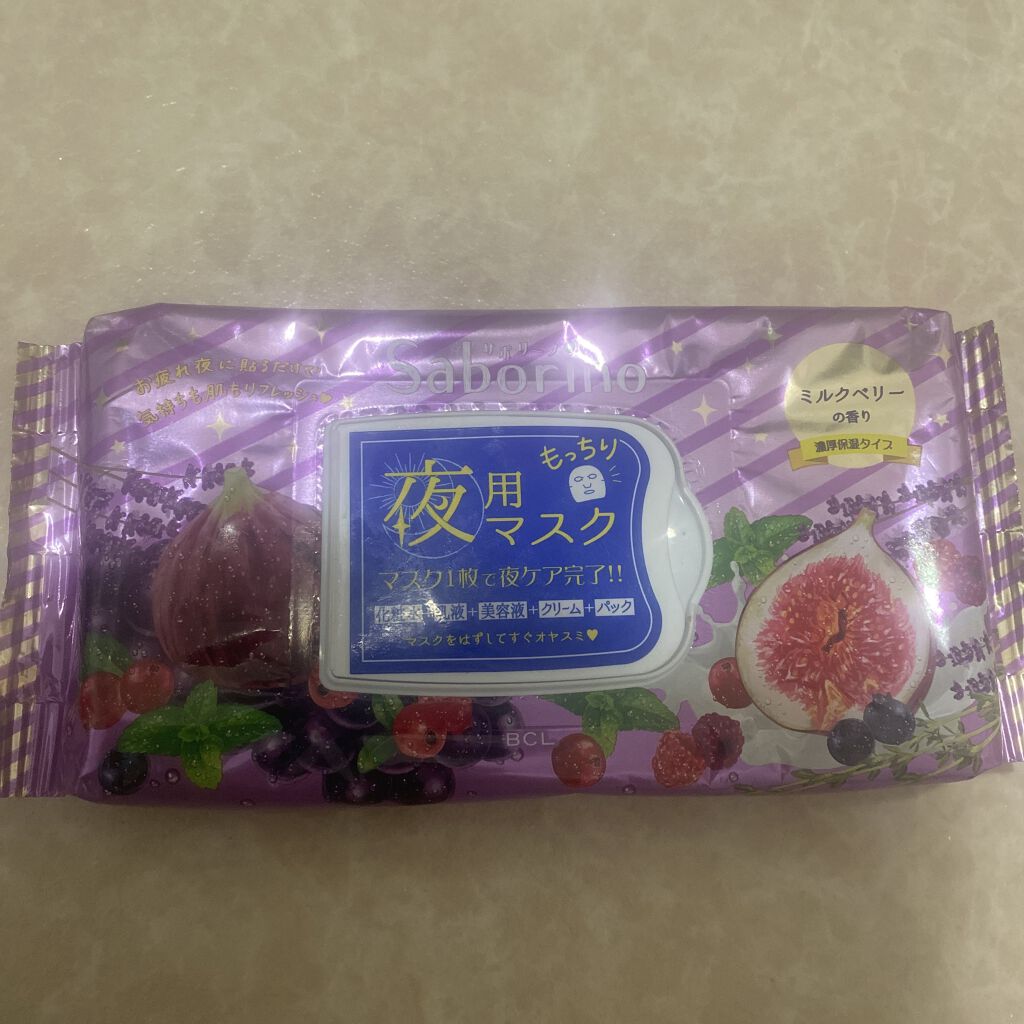 お疲れ夜に貼るだけで
気持ちも肌もリフレッシュ♥
サボリーノ
Saborino
ミルクベリー
の香り
濃厚保湿タイプ
もっちり
夜用
マスク
マスク1枚で夜ケア完了!!
化粧水+乳液+美容液+クリーム+パック
マスクをはずしてすぐオヤスミ♥
BCL